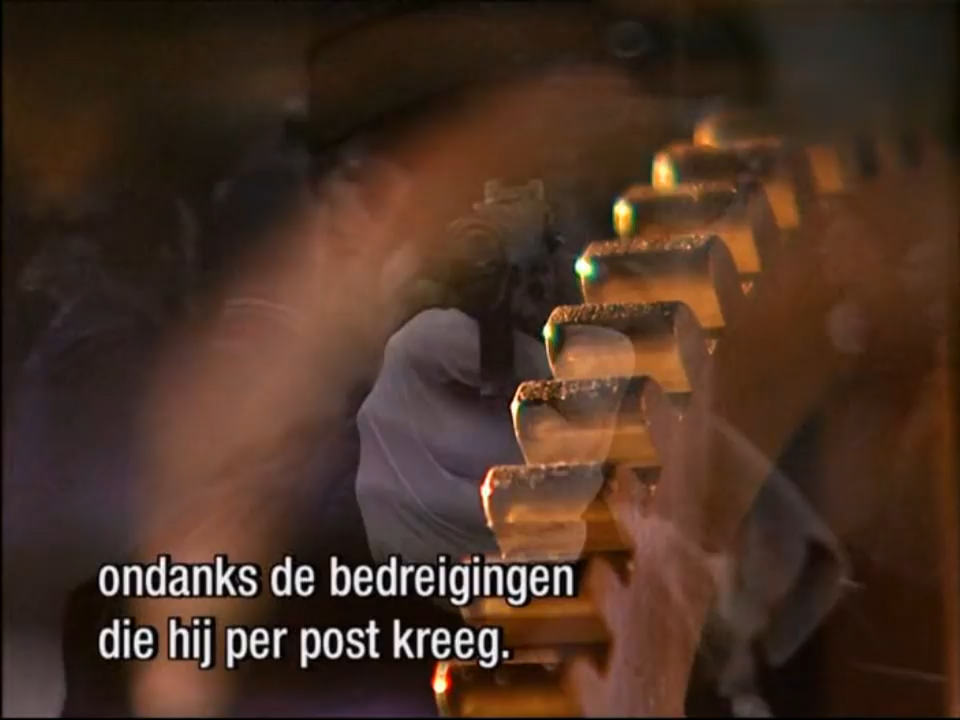 ondanks de bedreigingen
die hij per post kreeg.